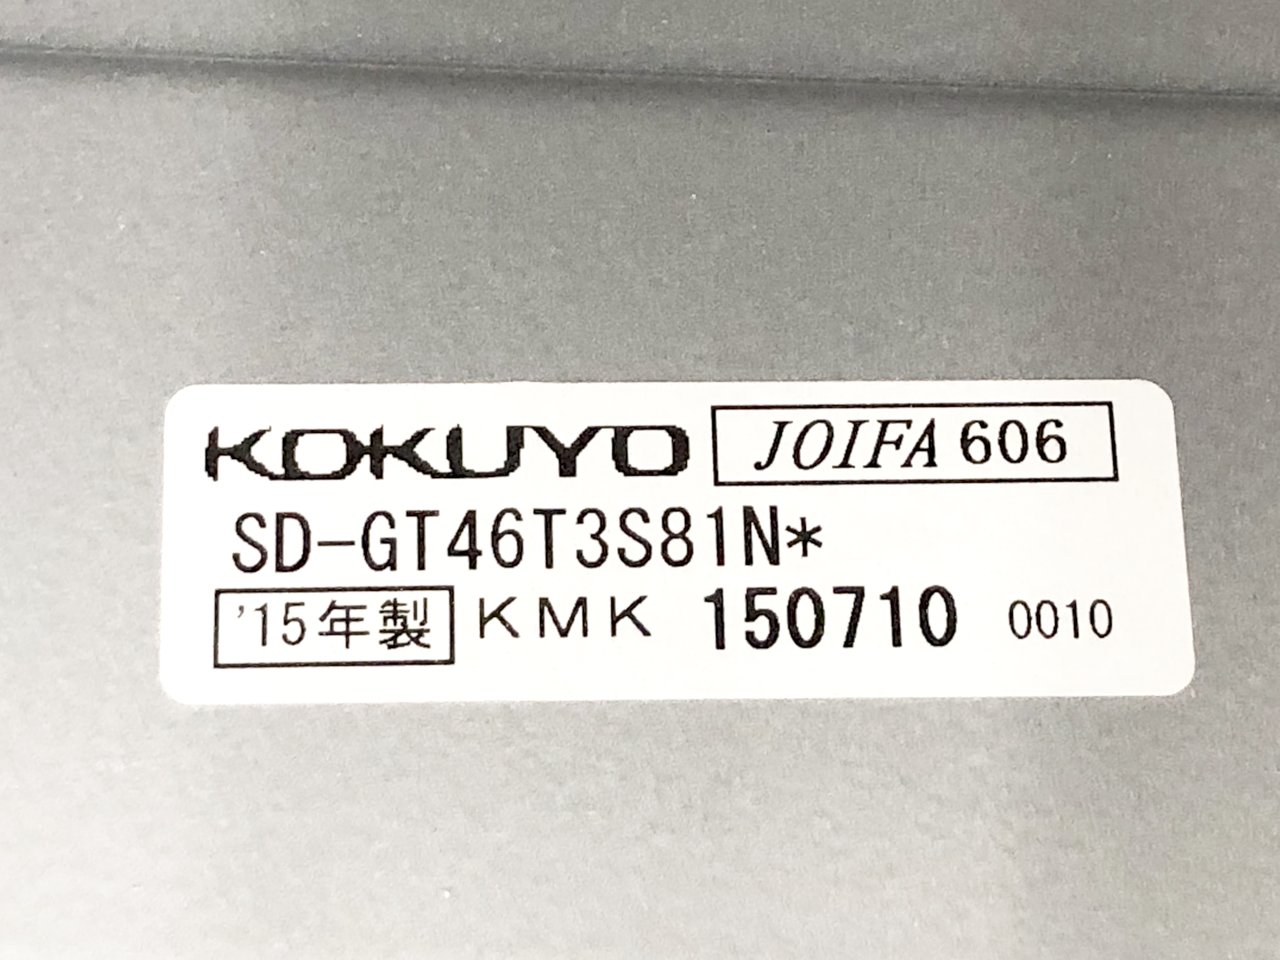 KOKUYO JOIFA 606
SD-GT46T3S81N*
'15年製 KMK 150710 0010